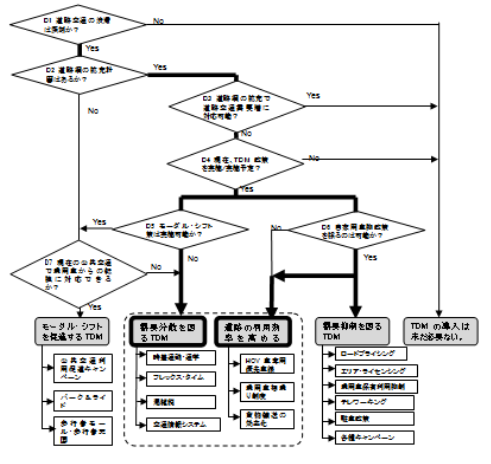 D1 道路交通の渋滞
は深刻か？
No
Yes
D2 道路網の拡充計
画はあるか？
Yes
No
D3 道路網の拡充で
道路交通需要増に
対応可能？
Yes
No
D4 現在、TDM 政策
を実施/実施予定？
No
Yes
D5 モーダル・シフト
策は実施可能か？
Yes
No
D6 自家用車抑政策
を採るのは可能か？
No
Yes
D7 現在の公共交通
で乗用車からの転
換に対応できる
か？
No
Yes
モーダル・シフト
を促進する TDM
需要分散を図
る TDM
道路の利用効
率を高める
需要抑制を図る
TDM
TDM の導入は
未だ必要ない。
公共交通利
用促進キャ
ンペーン
パーク＆ライ
ド
歩行者モー
ル・歩行者天
国
時差通勤・通学
フレックス・タイム
混雑税
交通情報システム
HOV 車専用
優先車線
乗用車相乗
り制度
貨物輸送の
効率化
ロードプライシング
エリア・ライセンシング
乗用車保有利用抑制
テレワーキング
駐車政策
各種キャンペーン